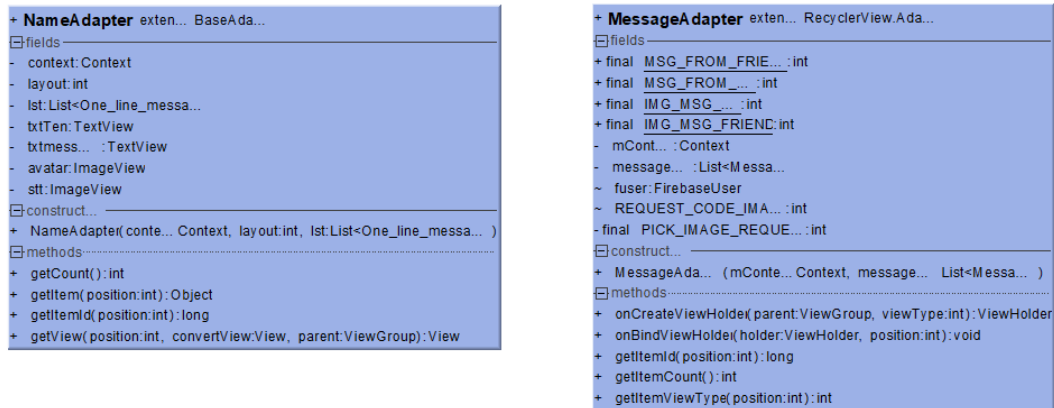 + NameAdapter exten... BaseAda...
fields
- context:Context
- layout:int
- lst:List<One_line_messa...
- txtTen:TextView
- txtmess... :TextView
- avatar:ImageView
- stt:ImageView
construct...
+ NameAdapter(conte... Context, layout:int, lst:List<One_line_messa... )
methods
+ getCount():int
+ getItem(position:int):Object
+ getItemId(position:int):long
+ getView(position:int, convertView:View, parent:ViewGroup):View
+ MessageAdapter exten... RecyclerView.Ada...
fields
+ final MSG_FROM_FRIE... :int
+ final MSG_FROM_... :int
+ final IMG_MSG_... :int
+ final IMG_MSG_FRIEND:int
- mCont... :Context
- message... :List<Messa...
~ fuser:FirebaseUser
~ REQUEST_CODE_IMA... :int
- final PICK_IMAGE_REQUE... :int
construct...
+ MessageAda... (mConte... Context, message... List<Messa... )
methods
+ onCreateViewHolder(parent:ViewGroup, viewType:int):ViewHolder
+ onBindViewHolder(holder:ViewHolder, position:int):void
+ getItemId(position:int):long
+ getItemCount():int
+ getItemViewType(position:int):int